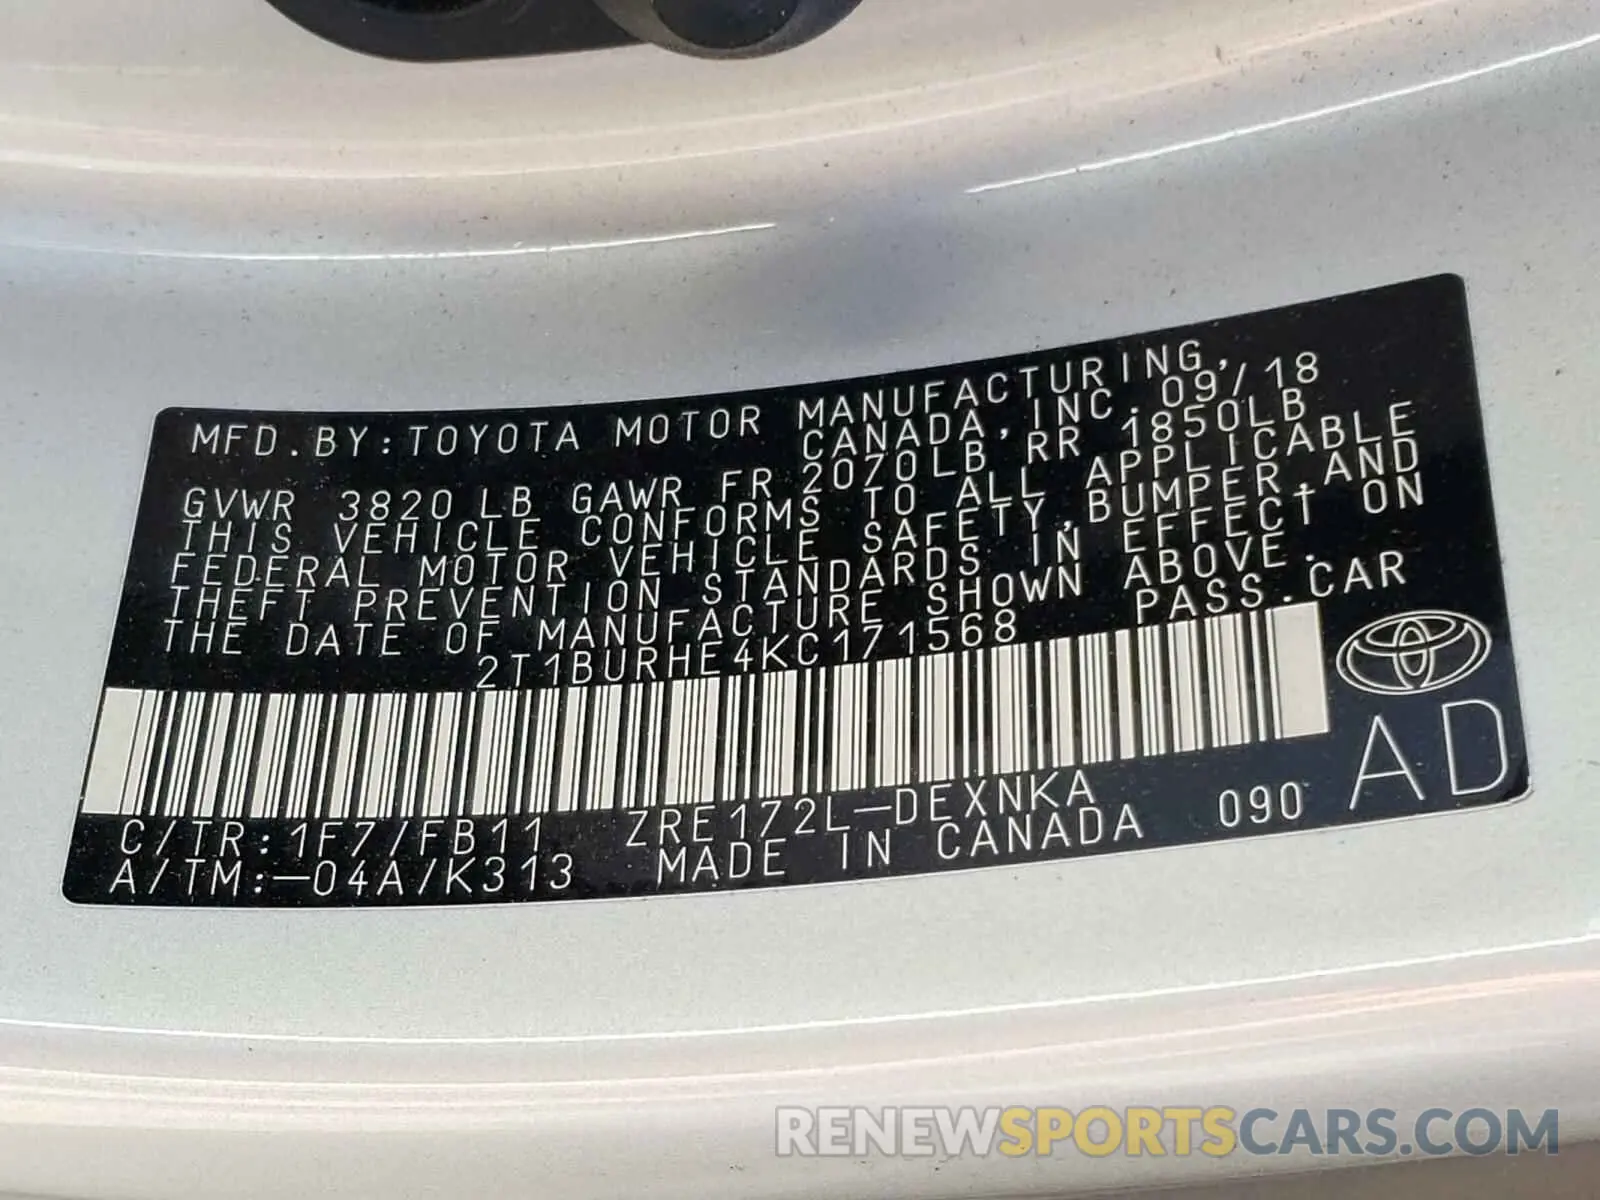 MFD.BY:TOYOTA MOTOR MANUFACTURING,
CANADA,INC.09/18
GVWR 3820LB GAWR FR 2070LB RR 1850LB
THIS VEHICLE CONFORMS TO ALL APPLICABLE
FEDERAL MOTOR VEHICLE SAFETY,BUMPER,AND
THEFT PREVENTION STANDARDS IN EFFECT ON
THE DATE OF MANUFACTURE SHOWN ABOVE.
2T1BURHE4KC171568 PASS.CAR
C/TR:1F7/FB11 ZRE172L-DEXNKA
A/TM:-04A/K313 MADE IN CANADA 090
AD
RENEWSPORTSCARS.COM